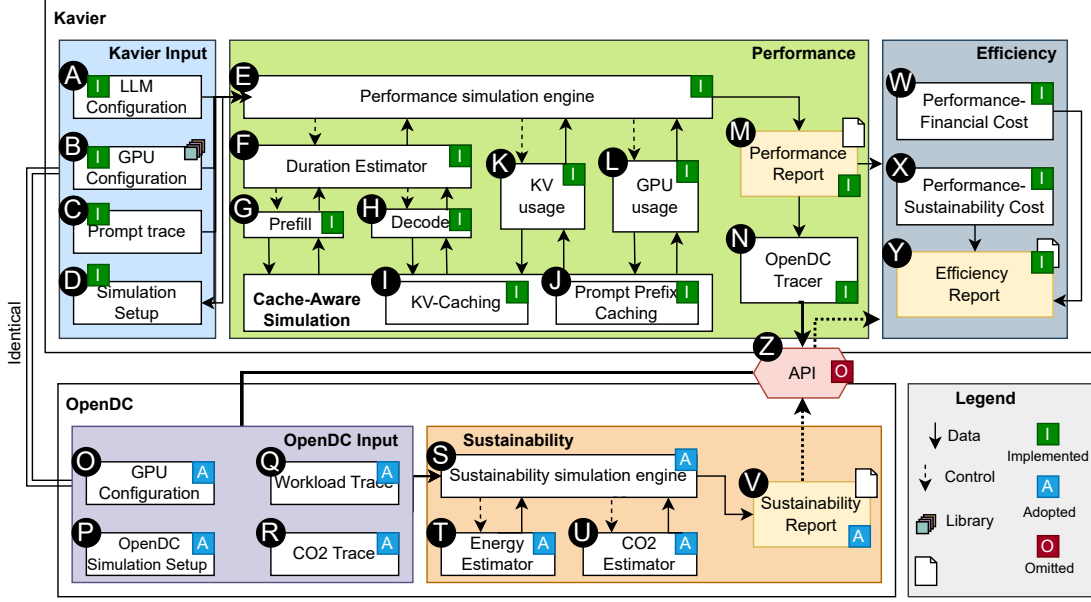 Kavier
Kavier Input
A
I
LLM
Configuration
B
I
GPU
Configuration
C
I
Prompt trace
D
I
Simulation
Setup
Performance
E
Performance simulation engine
I
F
Duration Estimator
I
G
Prefill
I
H
Decode
I
K
KV
usage
I
L
GPU
usage
I
Cache-Aware
Simulation
I
KV-Caching
I
J
Prompt Prefix
Caching
I
M
Performance
Report
I
N
OpenDC
Tracer
I
Efficiency
W
Performance-
Financial Cost
I
X
Performance-
Sustainability Cost
I
Y
Efficiency
Report
I
Identical
Z
API
O
OpenDC
OpenDC Input
O
GPU
Configuration
A
P
OpenDC
Simulation Setup
A
Q
Workload Trace
A
R
CO2 Trace
A
Sustainability
S
Sustainability simulation engine
A
T
Energy
Estimator
A
U
CO2
Estimator
A
V
Sustainability
Report
A
Legend
Data
Control
Library
I
Implemented
A
Adopted
O
Omitted